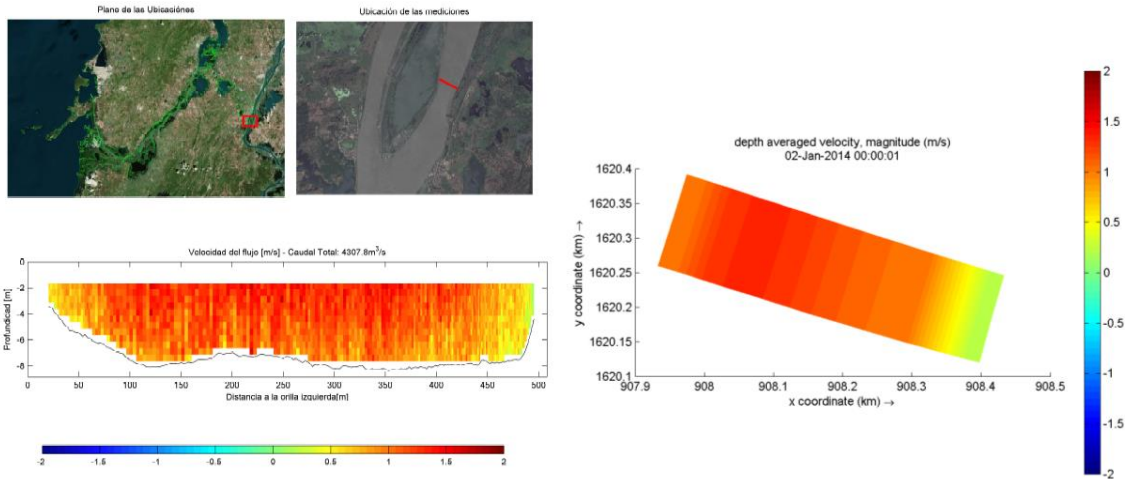 Plano de las Ubicasiónes
Ubicación de las mediciones
Velocidad del flujo [m/s] - Caudal Total: 4307.8m³/s
Profundicad [m]
0
-2
-4
-6
-8
0 50 100 150 200 250 300 350 400 450 500
Distancia a la orilla izquierda[m]
-2 -1.5 -1 -0.5 0 0.5 1 1.5 2
depth averaged velocity, magnitude (m/s)
02-Jan-2014 00:00:01
y coordinate (km) →
1620.4
1620.35
1620.3
1620.25
1620.2
1620.15
1620.1
907.9 908 908.1 908.2 908.3 908.4 908.5
x coordinate (km) →
2
1.5
1
0.5
0
-0.5
-1
-1.5
-2